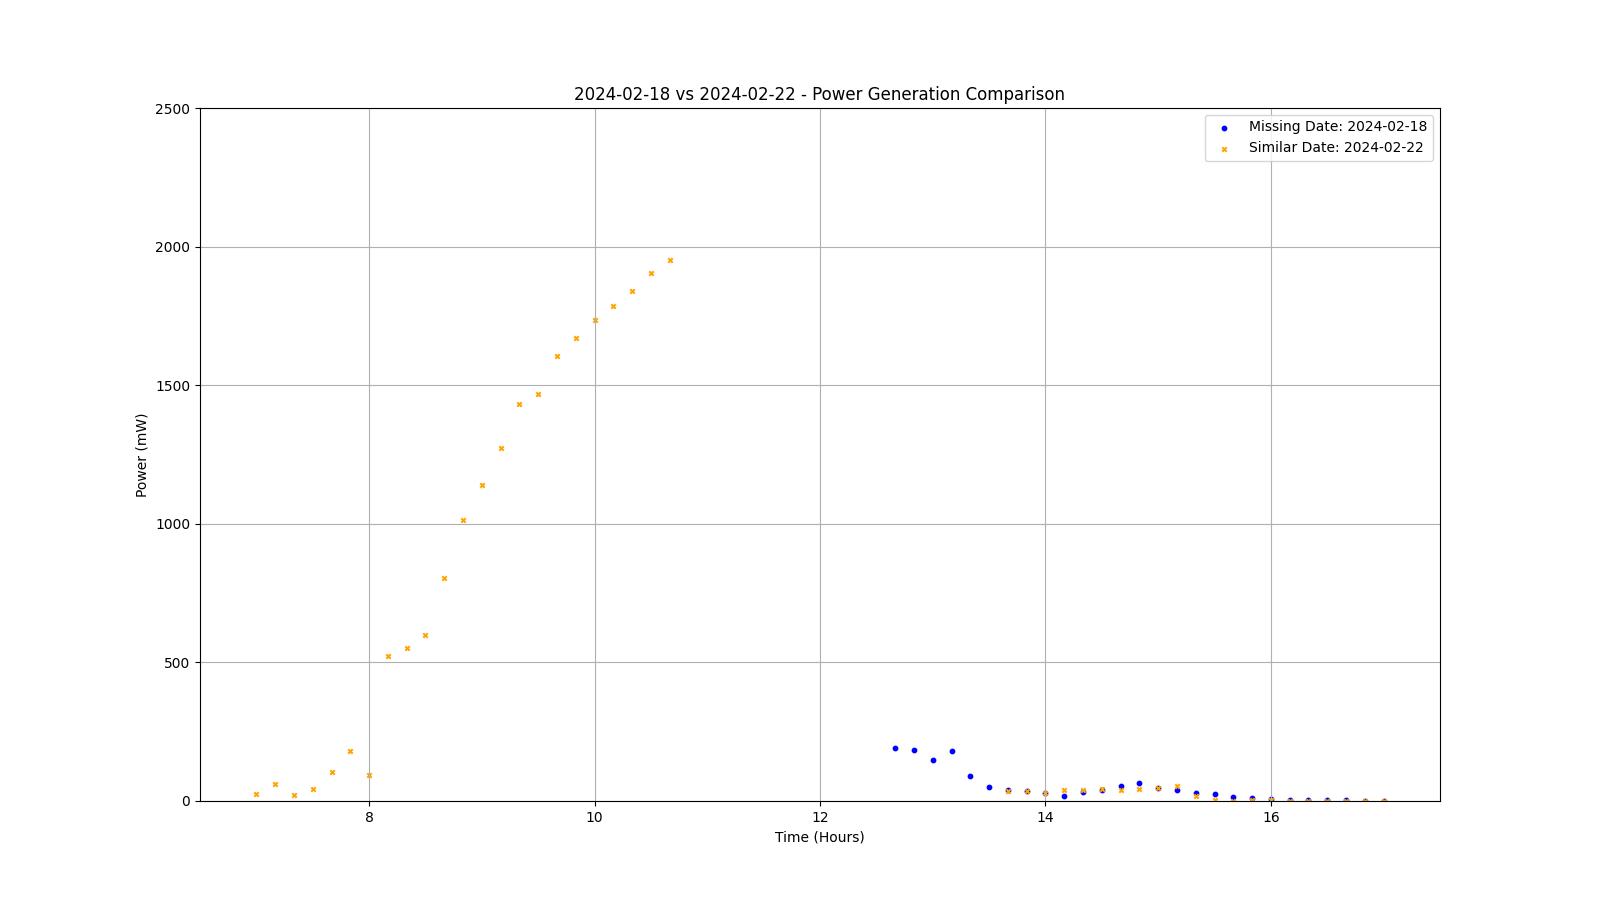 2024-02-18 vs 2024-02-22 - Power Generation Comparison
2500
2000
1500
1000
500
0
Power (mW)
Missing Date: 2024-02-18
Similar Date: 2024-02-22
8
10
12
14
16
Time (Hours)